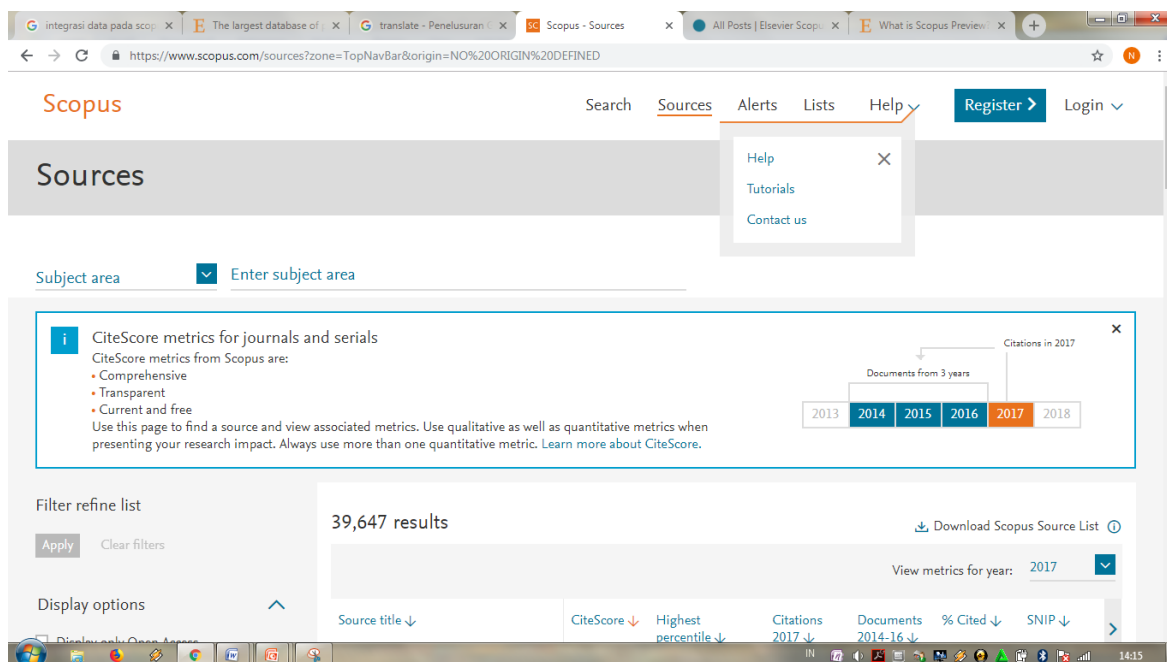 integrasi data pada scop
The largest database of p
translate - Penelusuran G
Scopus - Sources
All Posts | Elsevier Scopu
What is Scopus Preview?
https://www.scopus.com/sources?zone=TopNavBar&origin=NO%20ORIGIN%20DEFINED
N
Scopus
Search Sources Alerts Lists Help Register Login
Help
Tutorials
Contact us
Sources
Subject area Enter subject area
CiteScore metrics for journals and serials
CiteScore metrics from Scopus are:
• Comprehensive
• Transparent
• Current and free
Use this page to find a source and view associated metrics. Use qualitative as well as quantitative metrics when
presenting your research impact. Always use more than one quantitative metric. Learn more about CiteScore.
Citations in 2017
Documents from 3 years
2013 2014 2015 2016 2017 2018
Filter refine list
Apply Clear filters
Display options
Display only Open Access
39,647 results
Download Scopus Source List
View metrics for year: 2017
Source title CiteScore Highest percentile Citations 2017 Documents 2014-16 % Cited SNIP
IN 14:15